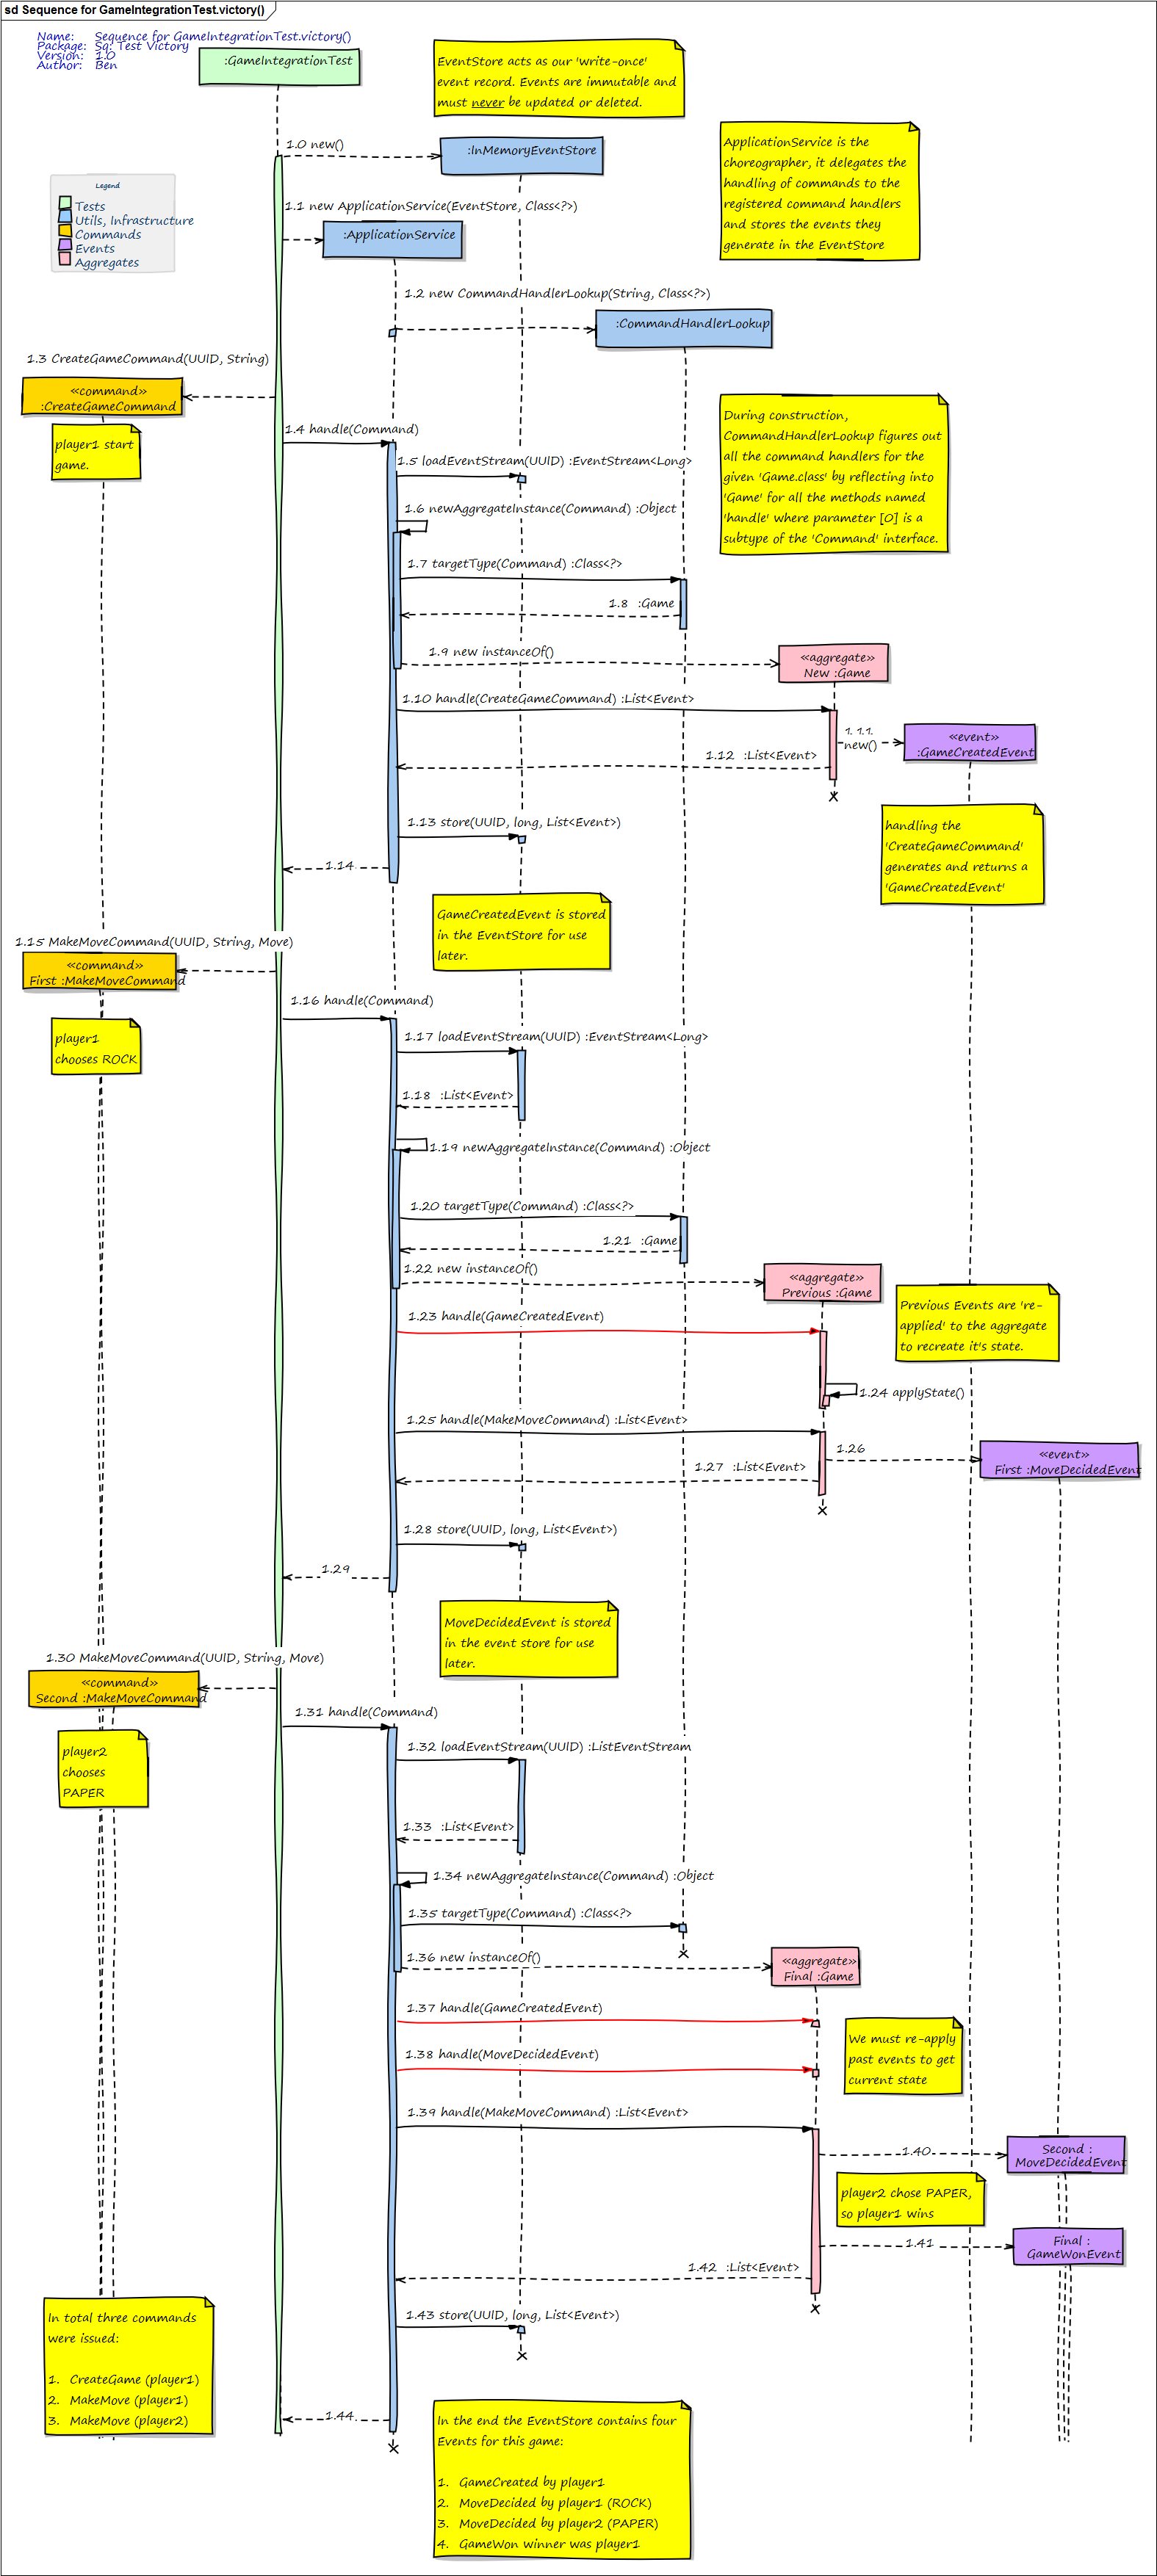 sd Sequence for GameIntegrationTest.victory()
Name: Sequence for GameIntegrationTest.victory()
Package: Sq: Test Victory
Version: 1.0
Author: Ben
:GameIntegrationTest
EventStore acts as our 'write-once'
event record. Events are immutable and
must never be updated or deleted.
1.0 new()
:InMemoryEventStore
ApplicationService is the
choreographer, it delegates the
handling of commands to the
registered command handlers
and stores the events they
generate in the EventStore
Legend
Tests
Utils, Infrastructure
Commands
Events
Aggregates
1.1 new ApplicationService(EventStore, Class<?>)
:ApplicationService
1.2 new CommandHandlerLookup(String, Class<?>)
:CommandHandlerLookup
1.3 CreateGameCommand(UUID, String)
«command»
:CreateGameCommand
player1 start
game.
1.4 handle(Command)
During construction,
CommandHandlerLookup figures out
all the command handlers for the
given 'Game.class' by reflecting into
'Game' for all the methods named
'handle' where parameter [0] is a
subtype of the 'Command' interface.
1.5 loadEventStream(UUID) :EventStream<Long>
1.6 newAggregateInstance(Command) :Object
1.7 targetType(Command) :Class<?>
1.8 :Game
1.9 new instanceOf()
«aggregate»
New :Game
1.10 handle(CreateGameCommand) :List<Event>
1. 1.1.
new()
«event»
:GameCreatedEvent
1.12 :List<Event>
handling the
'CreateGameCommand'
generates and returns a
'GameCreatedEvent'
1.13 store(UUID, long, List<Event>)
1.14
GameCreatedEvent is stored
in the EventStore for use
later.
1.15 MakeMoveCommand(UUID, String, Move)
«command»
First :MakeMoveCommand
player1
chooses ROCK
1.16 handle(Command)
1.17 loadEventStream(UUID) :EventStream<Long>
1.18 :List<Event>
1.19 newAggregateInstance(Command) :Object
1.20 targetType(Command) :Class<?>
1.21 :Game
1.22 new instanceOf()
«aggregate»
Previous :Game
Previous Events are 're-
applied' to the aggregate
to recreate it's state.
1.23 handle(GameCreatedEvent)
1.24 applyState()
1.25 handle(MakeMoveCommand) :List<Event>
1.26
«event»
First :MoveDecidedEvent
1.27 :List<Event>
1.28 store(UUID, long, List<Event>)
1.29
MoveDecidedEvent is stored
in the event store for use
later.
1.30 MakeMoveCommand(UUID, String, Move)
«command»
Second :MakeMoveCommand
player2
chooses
PAPER
1.31 handle(Command)
1.32 loadEventStream(UUID) :ListEventStream
1.33 :List<Event>
1.34 newAggregateInstance(Command) :Object
1.35 targetType(Command) :Class<?>
1.36 new instanceOf()
«aggregate»
Final :Game
1.37 handle(GameCreatedEvent)
We must re-apply
past events to get
current state
1.38 handle(MoveDecidedEvent)
1.39 handle(MakeMoveCommand) :List<Event>
1.40
Second :
MoveDecidedEvent
player2 chose PAPER,
so player1 wins
1.41
Final :
GameWonEvent
1.42 :List<Event>
1.43 store(UUID, long, List<Event>)
In total three commands
were issued:
1. CreateGame (player1)
2. MakeMove (player1)
3. MakeMove (player2)
1.44
In the end the EventStore contains four
Events for this game:
1. GameCreated by player1
2. MoveDecided by player1 (ROCK)
3. MoveDecided by player2 (PAPER)
4. GameWon winner was player1